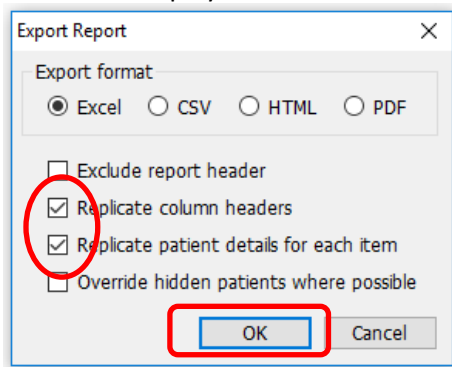 Export Report
Export format
Excel CSV HTML PDF
Exclude report header
Replicate column headers
Replicate patient details for each item
Override hidden patients where possible
OK Cancel